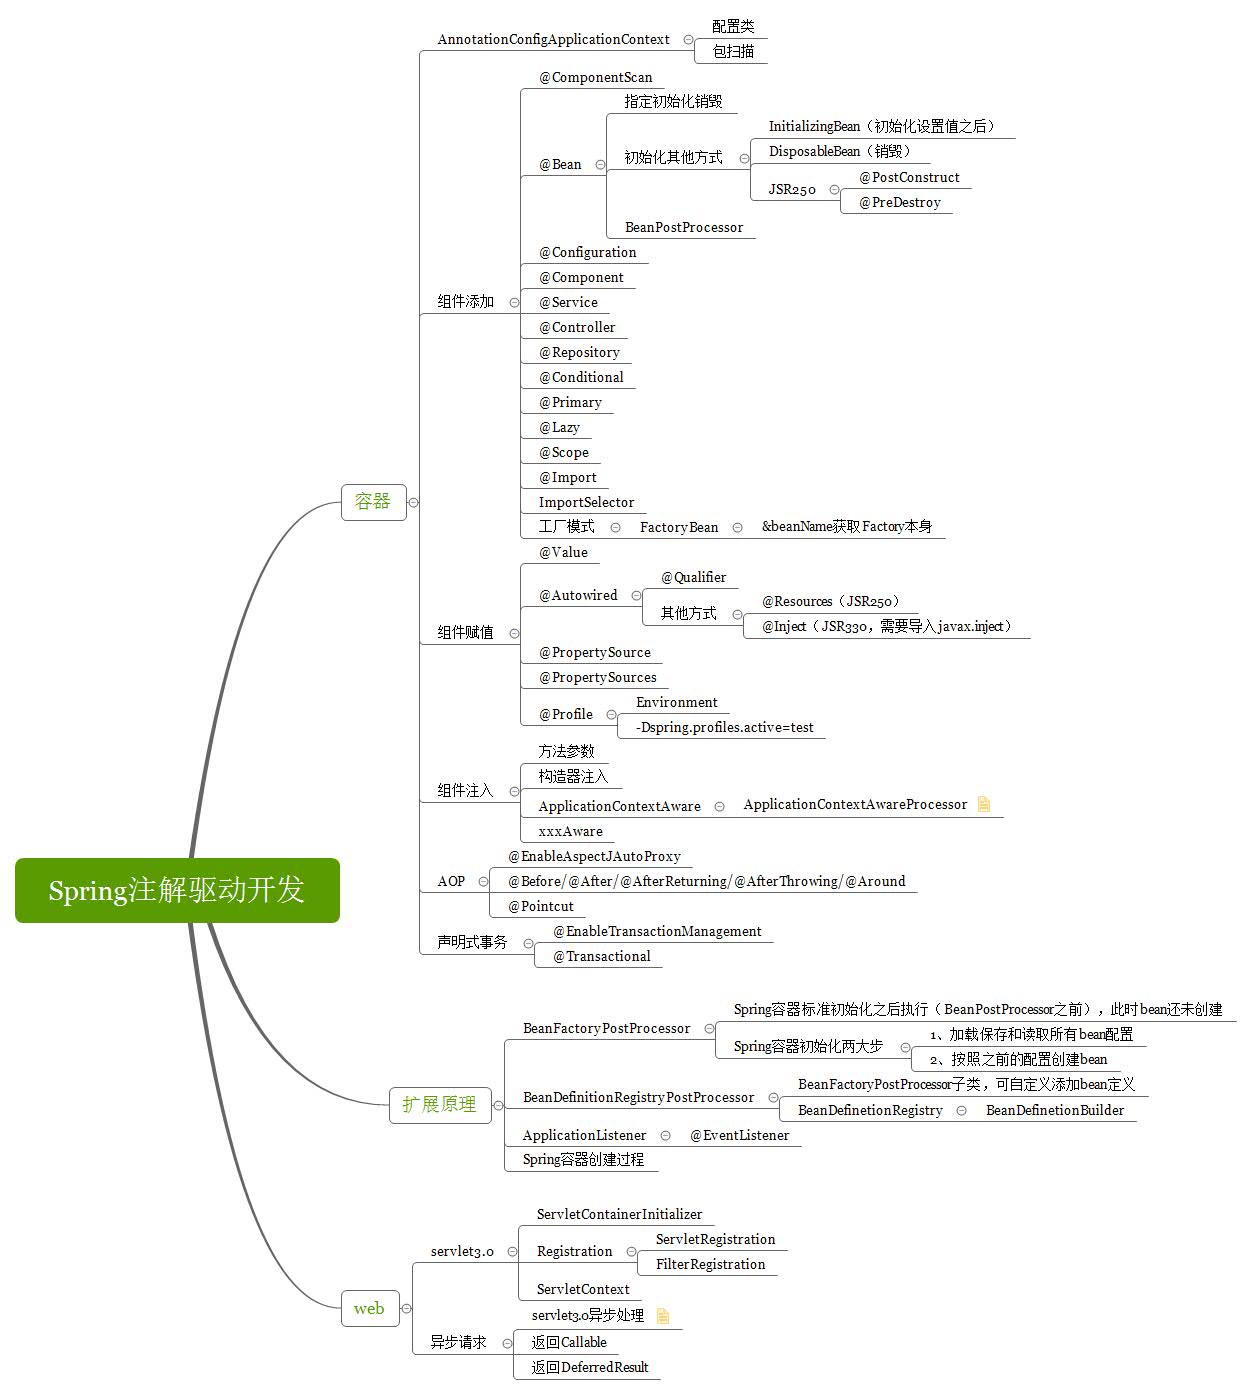 Spring注解驱动开发
容器
AnnotationConfigApplicationContext
配置类
包扫描
组件添加
@ComponentScan
@Bean
指定初始化销毁
初始化其他方式
InitializingBean（初始化设置值之后）
DisposableBean（销毁）
JSR250
@PostConstruct
@PreDestroy
BeanPostProcessor
@Configuration
@Component
@Service
@Controller
@Repository
@Conditional
@Primary
@Lazy
@Scope
@Import
ImportSelector
工厂模式
FactoryBean
&beanName获取Factory本身
组件赋值
@Value
@Autowired
@Qualifier
其他方式
@Resources（JSR250）
@Inject（JSR330，需要导入javax.inject）
@PropertySource
@PropertySources
@Profile
Environment
-Dspring.profiles.active=test
组件注入
方法参数
构造器注入
ApplicationContextAware
ApplicationContextAwareProcessor
xxxAware
AOP
@EnableAspectJAutoProxy
@Before/@After/@AfterReturning/@AfterThrowing/@Around
@Pointcut
声明式事务
@EnableTransactionManagement
@Transactional
扩展原理
BeanFactoryPostProcessor
Spring容器标准初始化之后执行（BeanPostProcessor之前），此时bean还未创建
Spring容器初始化两大步
1、加载保存和读取所有bean配置
2、按照之前的配置创建bean
BeanDefinitionRegistryPostProcessor
BeanFactoryPostProcessor子类，可自定义添加bean定义
BeanDefinetionRegistry
BeanDefinetionBuilder
ApplicationListener
@EventListener
Spring容器创建过程
web
servlet3.0
ServletContainerInitializer
Registration
ServletRegistration
FilterRegistration
ServletContext
异步请求
servlet3.0异步处理
返回Callable
返回DeferredResult